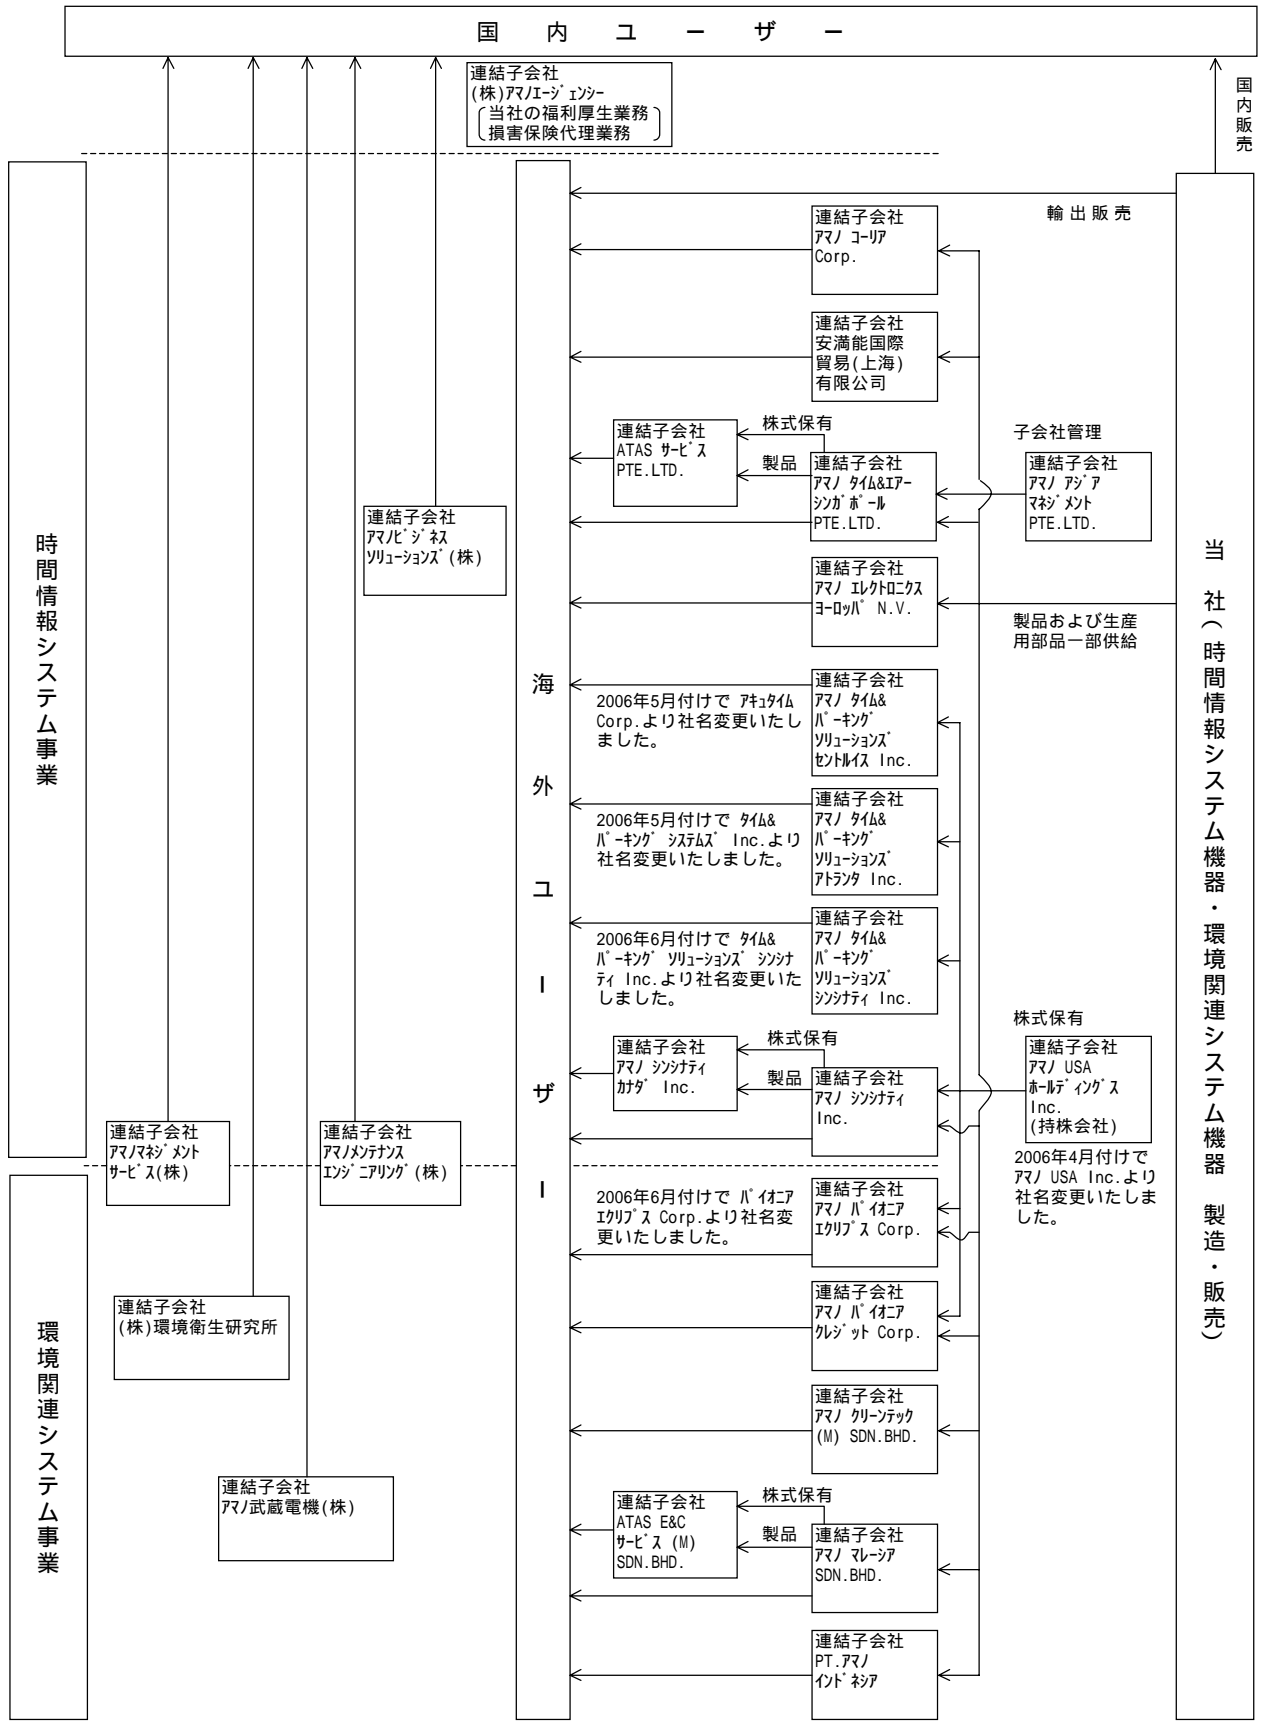 国内ユーザー
連結子会社
(株)ｱﾏﾉｴｰｼﾞｪﾝｼｰ
当社の福利厚生業務
損害保険代理業務
国内販売
輸出販売
連結子会社
ｱﾏﾉ ｺｰﾘｱ
Corp.
連結子会社
安満能国際
貿易(上海)
有限公司
連結子会社
ATAS ｻｰﾋﾞｽ
PTE.LTD.
株式保有
製品
連結子会社
ｱﾏﾉ ﾀｲﾑ&ｴｱｰ
ｼﾝｶﾞﾎﾟｰﾙ
PTE.LTD.
子会社管理
連結子会社
ｱﾏﾉ ｱｼﾞｱ
ﾏﾈｼﾞﾒﾝﾄ
PTE.LTD.
連結子会社
ｱﾏﾉﾋﾞｼﾞﾈｽ
ｿﾘｭｰｼｮﾝｽﾞ(株)
連結子会社
ｱﾏﾉ ｴﾚｸﾄﾛﾆｸｽ
ﾖｰﾛｯﾊﾟ N.V.
製品および生産
用部品一部供給
時間情報システム事業
海外ユーザー
当 社(時間情報システム機器・環境関連システム機器 製造・販売)
2006年5月付けで ｱｷｭﾀｲﾑ
Corp.より社名変更いたし
ました。
連結子会社
ｱﾏﾉ ﾀｲﾑ&
ﾊﾟｰｷﾝｸﾞ
ｿﾘｭｰｼｮﾝｽﾞ
ｾﾝﾄﾙｲｽ Inc.
2006年5月付けで ﾀｲﾑ&
ﾊﾟｰｷﾝｸﾞ ｼｽﾃﾑｽﾞ Inc.より
社名変更いたしました。
連結子会社
ｱﾏﾉ ﾀｲﾑ&
ﾊﾟｰｷﾝｸﾞ
ｿﾘｭｰｼｮﾝｽﾞ
ｱﾄﾗﾝﾀ Inc.
2006年6月付けで ﾀｲﾑ&
ﾊﾟｰｷﾝｸﾞ ｿﾘｭｰｼｮﾝｽﾞ ｼﾝｼﾅ
ﾃｨ Inc.より社名変更いた
しました。
連結子会社
ｱﾏﾉ ﾀｲﾑ&
ﾊﾟｰｷﾝｸﾞ
ｿﾘｭｰｼｮﾝｽﾞ
ｼﾝｼﾅﾃｨ Inc.
連結子会社
ｱﾏﾉ ｼﾝｼﾅﾃｨ
ｶﾅﾀﾞ Inc.
株式保有
製品
連結子会社
ｱﾏﾉ ｼﾝｼﾅﾃｨ
Inc.
株式保有
連結子会社
ｱﾏﾉ USA
ﾎｰﾙﾃﾞｨﾝｸﾞｽ
Inc.
(持株会社)
2006年4月付けで
ｱﾏﾉ USA Inc.より
社名変更いたしま
した。
連結子会社
ｱﾏﾉﾏﾈｼﾞﾒﾝﾄ
ｻｰﾋﾞｽ(株)
連結子会社
ｱﾏﾉﾒﾝﾃﾅﾝｽ
ｴﾝｼﾞﾆｱﾘﾝｸﾞ(株)
2006年6月付けで ﾊﾟｲｵﾆｱ
ｴｸﾘﾌﾟｽ Corp.より社名変
更いたしました。
連結子会社
ｱﾏﾉ ﾊﾟｲｵﾆｱ
ｴｸﾘﾌﾟｽ Corp.
連結子会社
(株)環境衛生研究所
連結子会社
ｱﾏﾉ ﾊﾟｲｵﾆｱ
ｸﾚｼﾞｯﾄ Corp.
環境関連システム事業
連結子会社
ｱﾏﾉ ｸﾘｰﾝﾃｯｸ
(M) SDN.BHD.
連結子会社
ｱﾏﾉ武蔵電機(株)
連結子会社
ATAS E&C
ｻｰﾋﾞｽ (M)
SDN.BHD.
株式保有
製品
連結子会社
ｱﾏﾉ ﾏﾚｰｼｱ
SDN.BHD.
連結子会社
PT.ｱﾏﾉ
ｲﾝﾄﾞﾈｼｱ